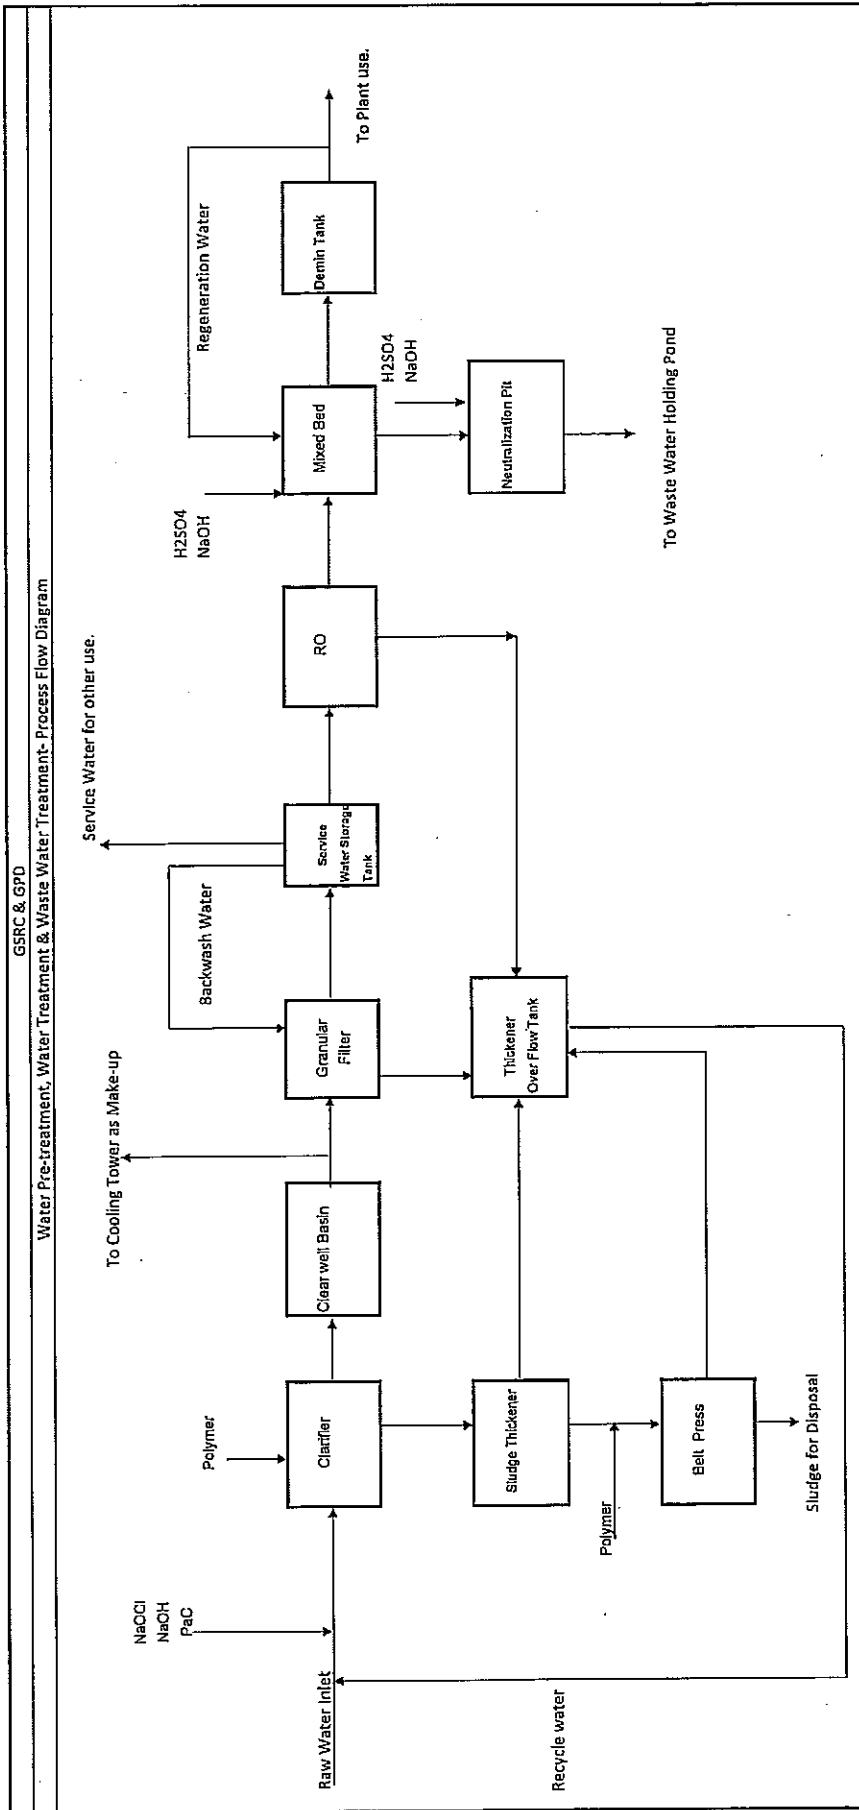 GSRC & GPD
Water Pre-treatment, Water Treatment & Waste Water Treatment- Process Flow Diagram
Service Water for other use.
To Cooling Tower as Make-up
Backwash Water
Regeneration Water
NaOCl
NaOH
PaC
Polymer
H2SO4
NaOH
To Plant use.
Raw Water Inlet
Clarifier
Clear well Basin
Granular
Filter
Service
Water Storage
Tank
RO
Mixed Bed
Demin Tank
H2SO4
NaOH
Sludge Thickener
Thickener
Over Flow Tank
Neutralization Pit
Polymer
Belt Press
Recycle water
Sludge for Disposal
To Waste Water Holding Pond